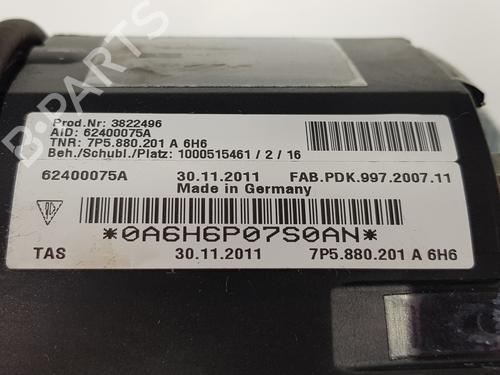 B-PARTS
Prod.Nr: 3822496
AID: 62400075A
TNR: 7P5.880.201 A 6H6
Beh./Schubl./Platz: 1000515461 / 2 / 16
62400075A 30.11.2011 FAB.PDK.997.2007.11
Made in Germany
*0A6H6P07S0AN*
TAS 30.11.2011 7P5.880.201 A 6H6